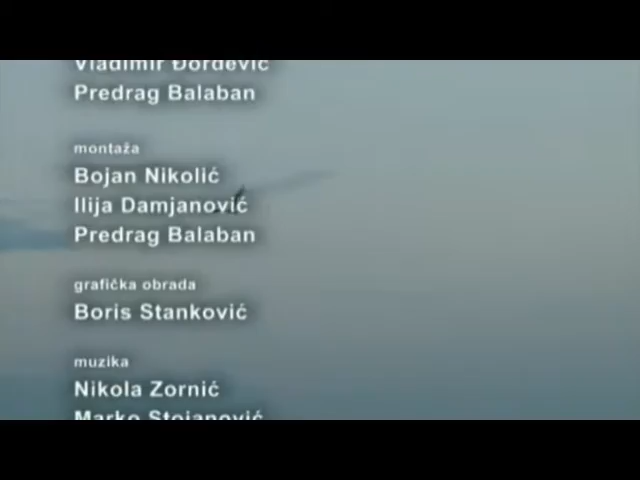 Vladimir Đorđević
Predrag Balaban
montaža
Bojan Nikolić
Ilija Damjanović
Predrag Balaban
grafička obrada
Boris Stanković
muzika
Nikola Zornić
Marko Stojanović